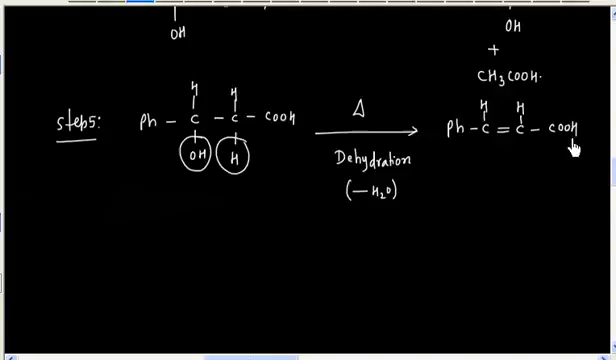 OH
OH
+
CH3COOH.
H H
H H
Step5: Ph - C - C - COOH Δ Ph - C = C - COOH
OH H
Dehydration
(-H2O)